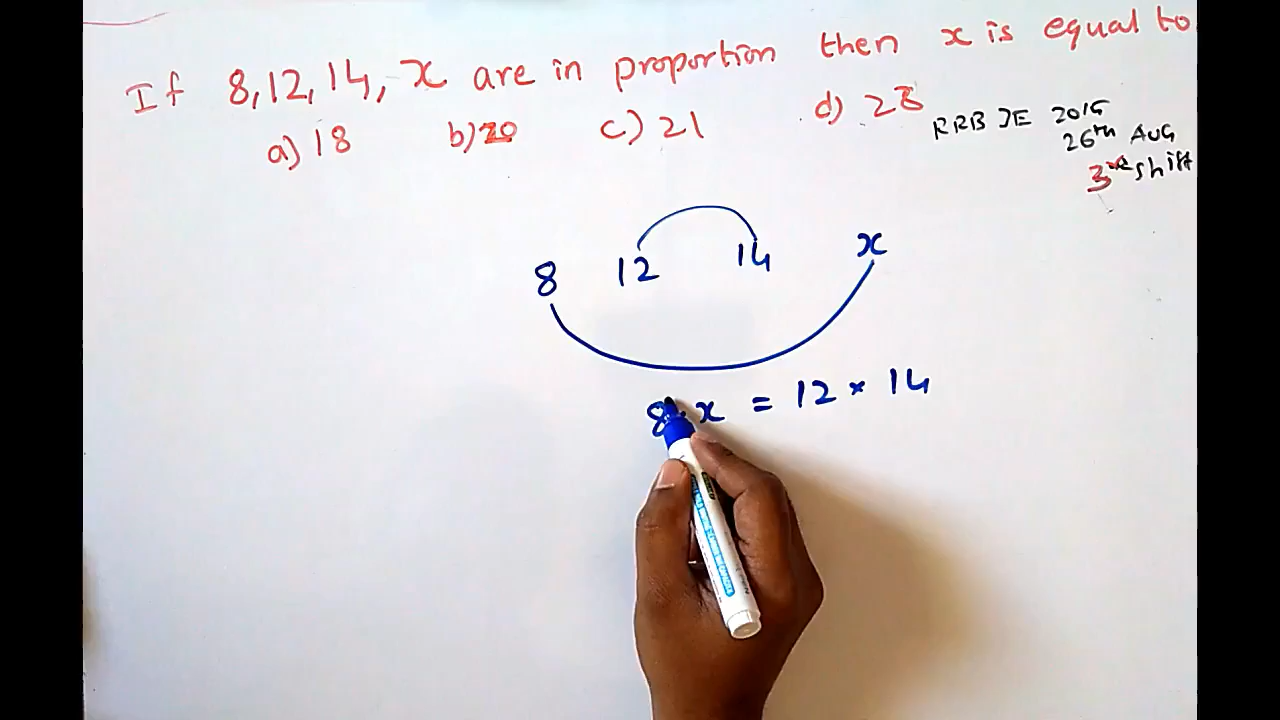 If 8, 12, 14, x are in proportion then x is equal to
a) 18 b) 20 c) 21 d) 28
RRB JE 2015
26th AUG
3rd shift
8 12 14 x
8 · x = 12 × 14